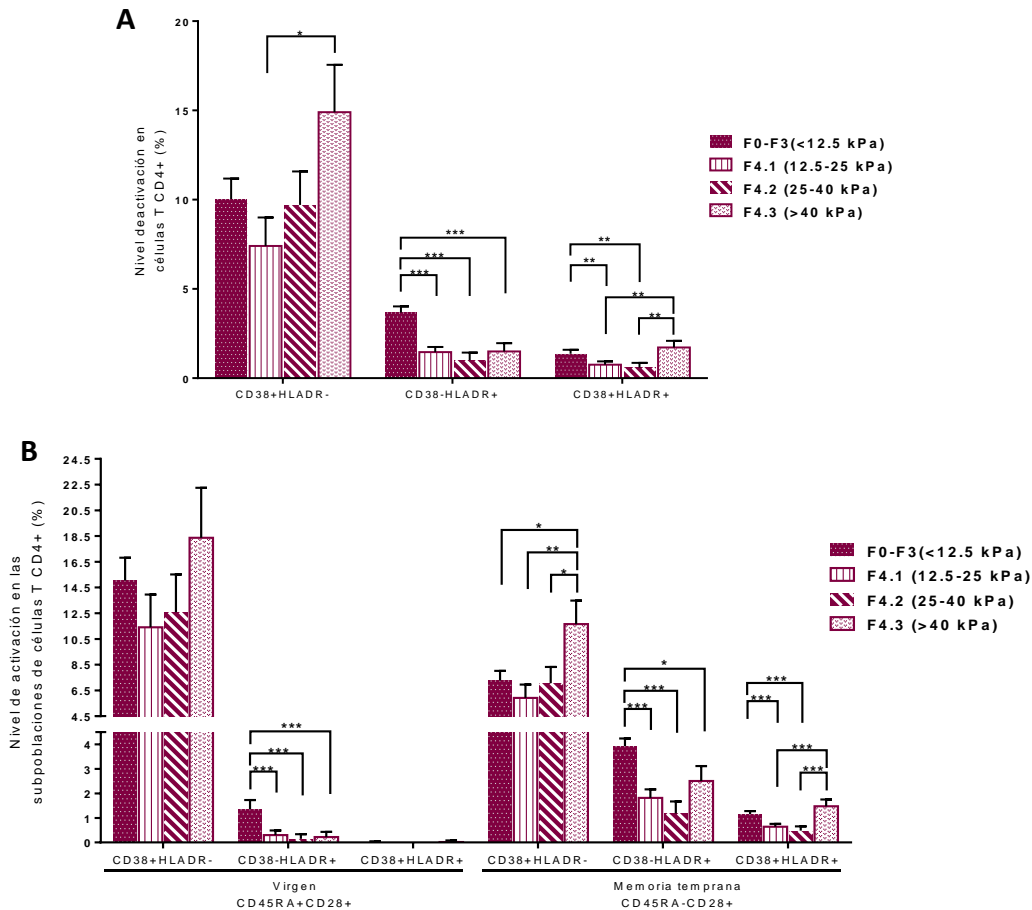 A
Nivel deactivación en
células T CD4+ (%)
20
15
10
5
0
*
***
***
***
**
**
**
**
CD38+HLADR-
CD38-HLADR+
CD38+HLADR+
F0-F3(<12.5 kPa)
F4.1 (12.5-25 kPa)
F4.2 (25-40 kPa)
F4.3 (>40 kPa)
B
Nivel de activación en las
subpoblaciones de células T CD4+ (%)
24.5
22.5
20.5
18.5
16.5
14.5
12.5
10.5
8.5
6.5
4.5
4
3
2
1
0
***
***
***
*
**
*
*
***
***
***
***
***
***
CD38+HLADR-
CD38-HLADR+
CD38+HLADR+
CD38+HLADR-
CD38-HLADR+
CD38+HLADR+
Virgen
CD45RA+CD28+
Memoria temprana
CD45RA-CD28+
F0-F3(<12.5 kPa)
F4.1 (12.5-25 kPa)
F4.2 (25-40 kPa)
F4.3 (>40 kPa)